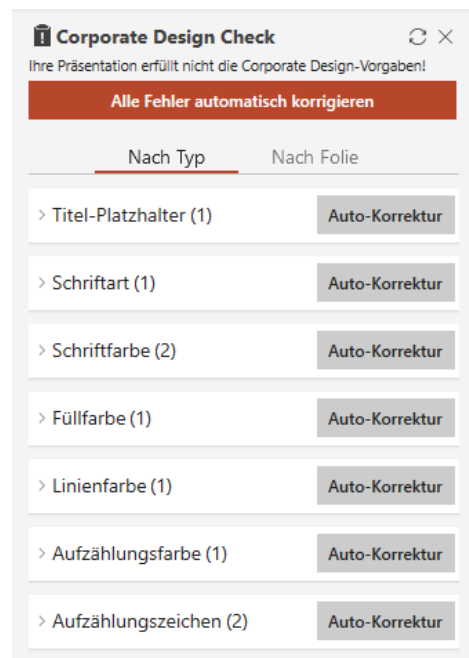 Corporate Design Check
Ihre Präsentation erfüllt nicht die Corporate Design-Vorgaben!
Alle Fehler automatisch korrigieren
Nach Typ Nach Folie
Titel-Platzhalter (1) Auto-Korrektur
Schriftart (1) Auto-Korrektur
Schriftfarbe (2) Auto-Korrektur
Füllfarbe (1) Auto-Korrektur
Linienfarbe (1) Auto-Korrektur
Aufzählungsfarbe (1) Auto-Korrektur
Aufzählungszeichen (2) Auto-Korrektur